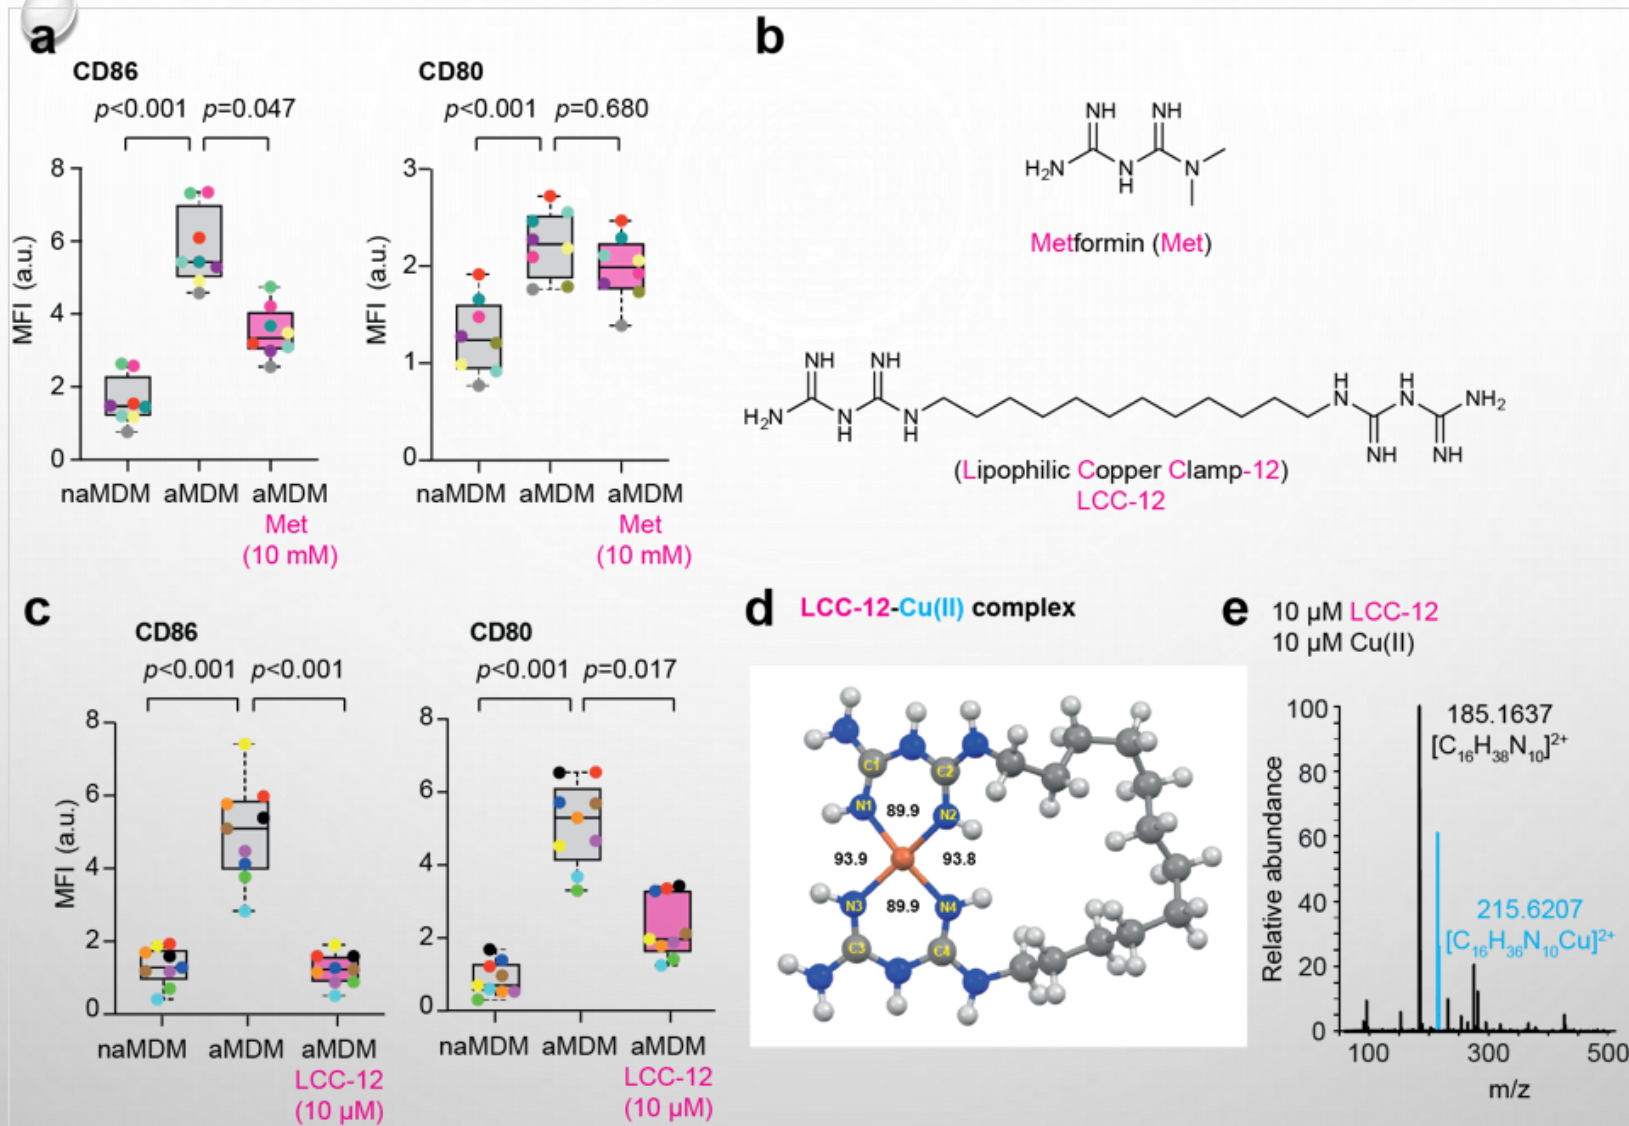 a
CD86
p<0.001 p=0.047
MFI (a.u.)
8
6
4
2
0
naMDM aMDM aMDM
Met
(10 mM)
CD80
p<0.001 p=0.680
MFI (a.u.)
3
2
1
0
naMDM aMDM aMDM
Met
(10 mM)
b
NH NH
H₂N N N
H
Metformin (Met)
NH NH H H
H₂N N N N N NH₂
H H NH NH
(Lipophilic Copper Clamp-12)
LCC-12
c
CD86
p<0.001 p<0.001
MFI (a.u.)
8
6
4
2
0
naMDM aMDM aMDM
LCC-12
(10 µM)
CD80
p<0.001 p=0.017
8
6
4
2
0
naMDM aMDM aMDM
LCC-12
(10 µM)
d LCC-12-Cu(II) complex
C1 C2
N1 89.9 N2
93.9 93.8
N3 89.9 N4
C3 C4
e 10 µM LCC-12
10 µM Cu(II)
Relative abundance
100
80
60
40
20
0
185.1637
[C₁₆H₃₈N₁₀]²⁺
215.6207
[C₁₆H₃₆N₁₀Cu]²⁺
100 300 500
m/z